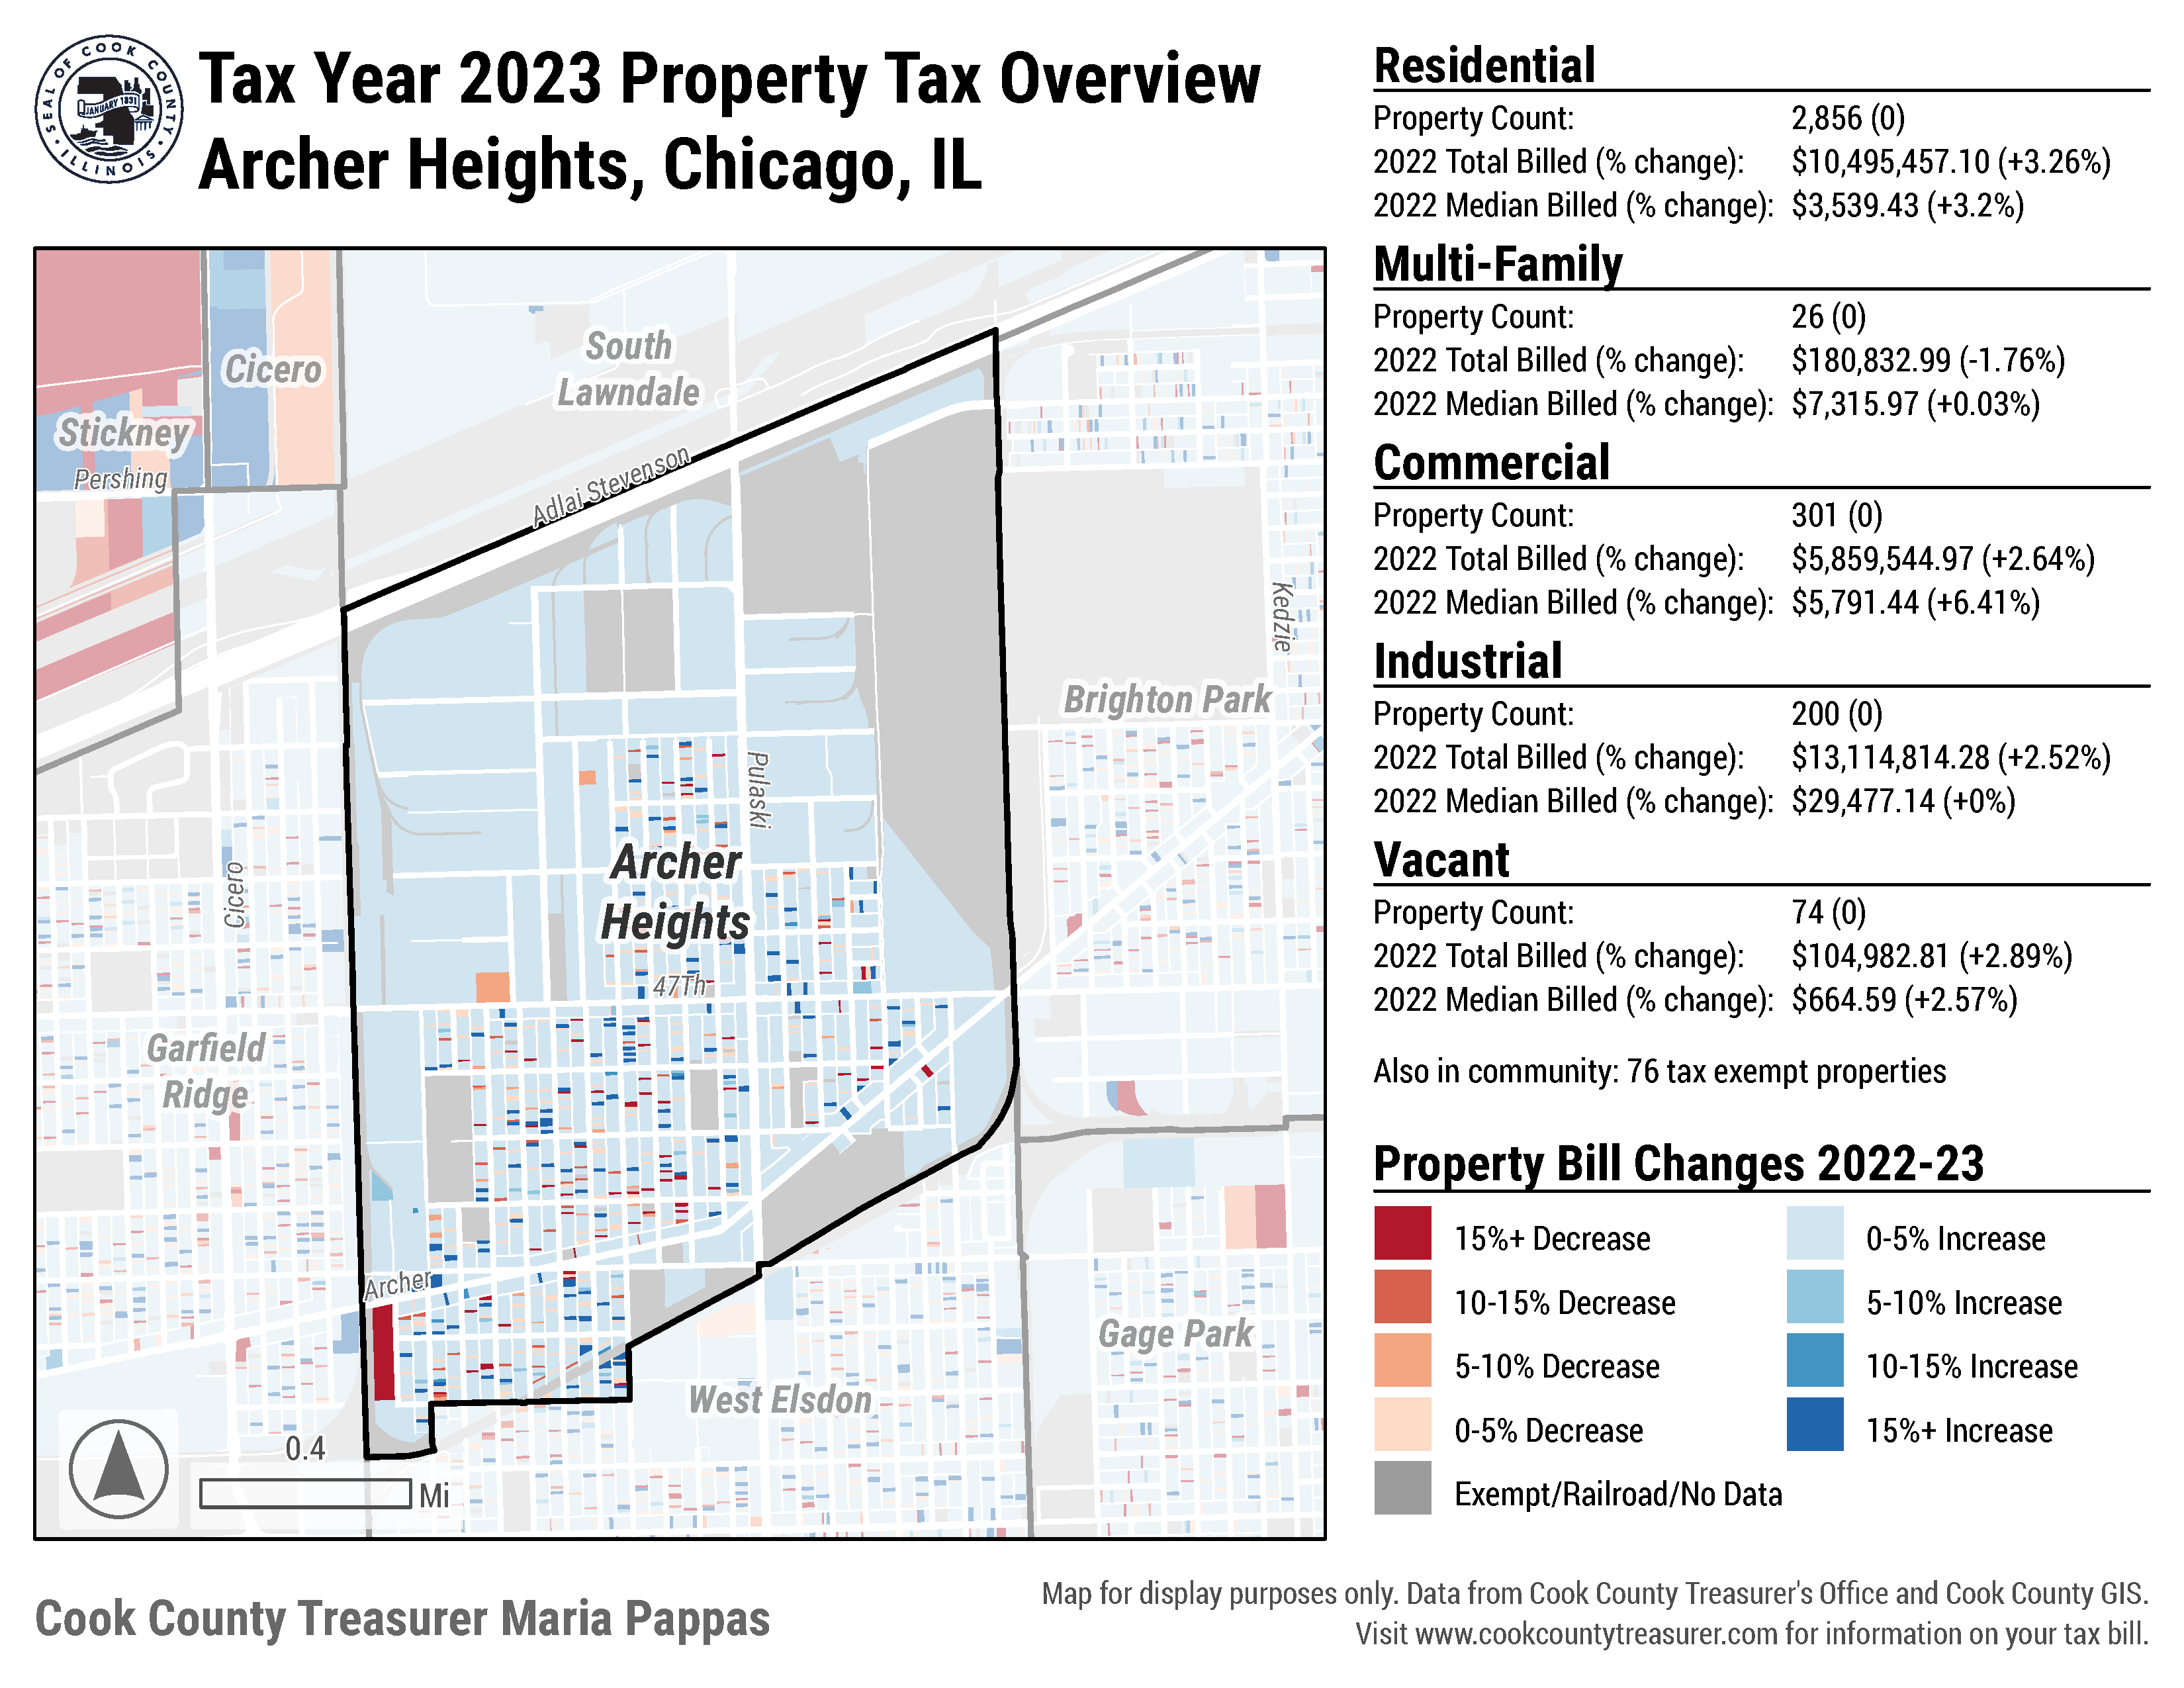 SEAL OF COOK COUNTY
• ILLINOIS •
JANUARY 1831
Tax Year 2023 Property Tax Overview
Archer Heights, Chicago, IL
Cicero
South
Lawndale
Stickney
Pershing
Adlai Stevenson
Kedzie
Brighton Park
Pulaski
Archer
Heights
Cicero
47Th
Garfield
Ridge
Archer
Gage Park
West Elsdon
0.4
Mi
Residential
Property Count: 2,856 (0)
2022 Total Billed (% change): $10,495,457.10 (+3.26%)
2022 Median Billed (% change): $3,539.43 (+3.2%)
Multi-Family
Property Count: 26 (0)
2022 Total Billed (% change): $180,832.99 (-1.76%)
2022 Median Billed (% change): $7,315.97 (+0.03%)
Commercial
Property Count: 301 (0)
2022 Total Billed (% change): $5,859,544.97 (+2.64%)
2022 Median Billed (% change): $5,791.44 (+6.41%)
Industrial
Property Count: 200 (0)
2022 Total Billed (% change): $13,114,814.28 (+2.52%)
2022 Median Billed (% change): $29,477.14 (+0%)
Vacant
Property Count: 74 (0)
2022 Total Billed (% change): $104,982.81 (+2.89%)
2022 Median Billed (% change): $664.59 (+2.57%)
Also in community: 76 tax exempt properties
Property Bill Changes 2022-23
15%+ Decrease
10-15% Decrease
5-10% Decrease
0-5% Decrease
Exempt/Railroad/No Data
0-5% Increase
5-10% Increase
10-15% Increase
15%+ Increase
Cook County Treasurer Maria Pappas
Map for display purposes only. Data from Cook County Treasurer's Office and Cook County GIS.
Visit www.cookcountytreasurer.com for information on your tax bill.